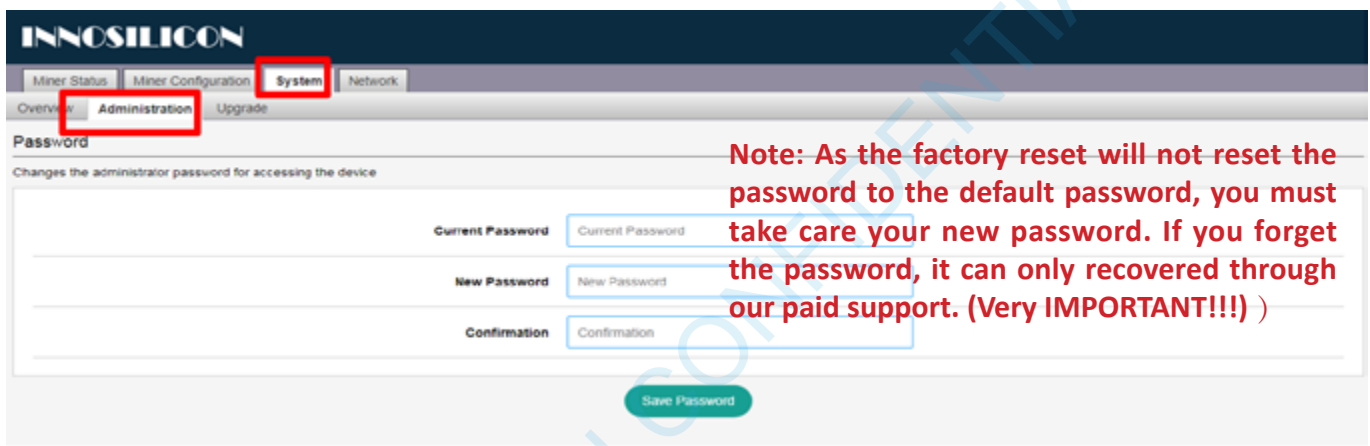 INNOSILICON
Miner Status Miner Configuration System Network
Overview Administration Upgrade
Password
Changes the administrator password for accessing the device
Current Password Current Password
New Password New Password
Confirmation Confirmation
Save Password
Note: As the factory reset will not reset the
password to the default password, you must
take care your new password. If you forget
the password, it can only recovered through
our paid support. (Very IMPORTANT!!!) ）
CONFIDENTIA